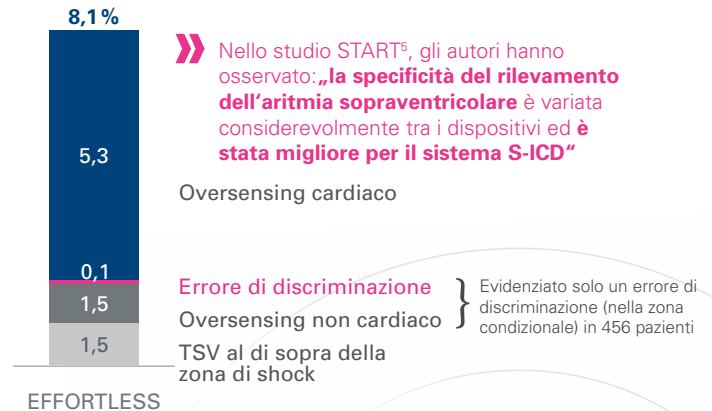 8,1 %
Nello studio START⁵, gli autori hanno
osservato: „la specificità del rilevamento
dell‘aritmia sopraventricolare è variata
considerevolmente tra i dispositivi ed è
stata migliore per il sistema S-ICD“
5,3
Oversensing cardiaco
0,1
Errore di discriminazione
1,5
Oversensing non cardiaco
} Evidenziato solo un errore di
discriminazione (nella zona
condizionale) in 456 pazienti
1,5
TSV al di sopra della
zona di shock
EFFORTLESS